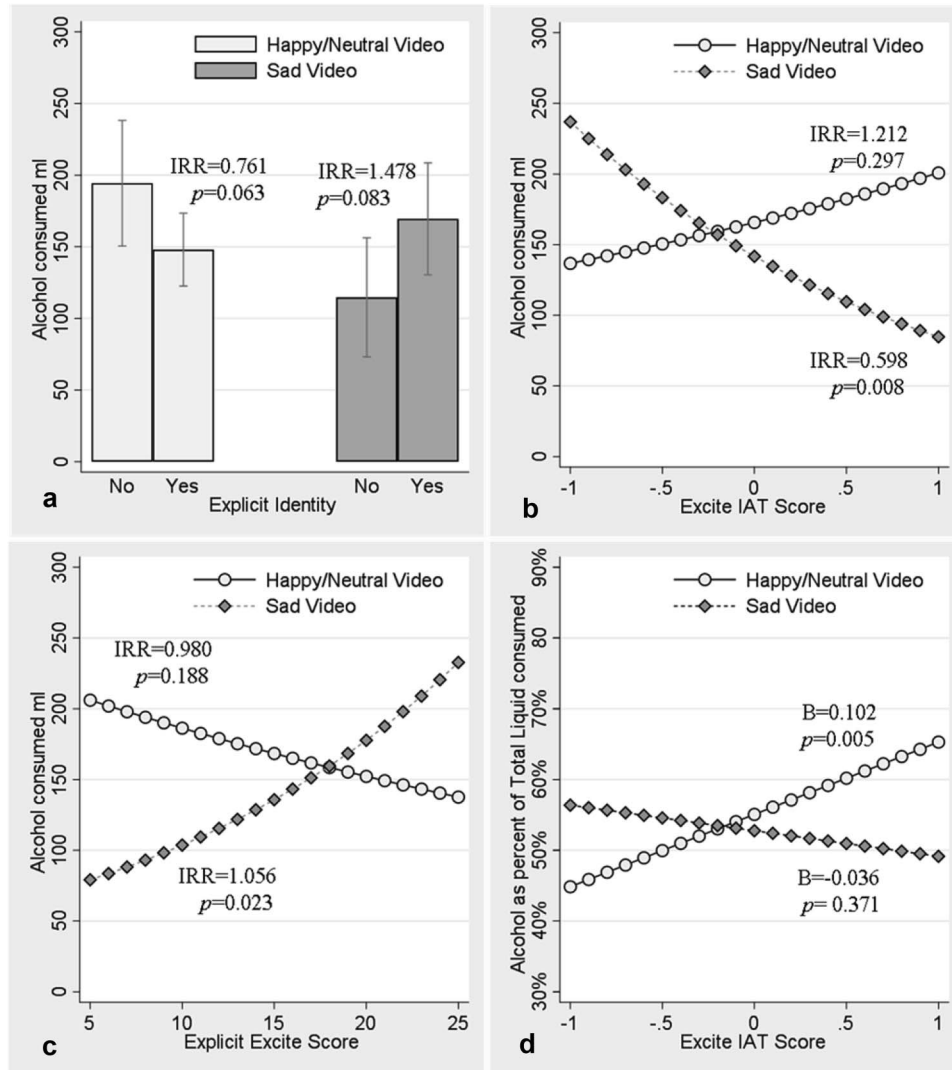 300
250
200
150
100
50
0
Alcohol consumed ml
Happy/Neutral Video
Sad Video
IRR=0.761
p=0.063
IRR=1.478
p=0.083
No
Yes
No
Yes
Explicit Identity
a
300
250
200
150
100
50
0
Alcohol consumed ml
Happy/Neutral Video
Sad Video
IRR=1.212
p=0.297
IRR=0.598
p=0.008
-1
-.5
0
.5
1
Excite IAT Score
b
300
250
200
150
100
50
0
Alcohol consumed ml
Happy/Neutral Video
Sad Video
IRR=0.980
p=0.188
IRR=1.056
p=0.023
5
10
15
20
25
Explicit Excite Score
c
90%
80
70%
60%
50%
40%
30%
Alcohol as percent of Total Liquid consumed
Happy/Neutral Video
Sad Video
B=0.102
p=0.005
B=-0.036
p= 0.371
-1
-.5
0
.5
1
Excite IAT Score
d